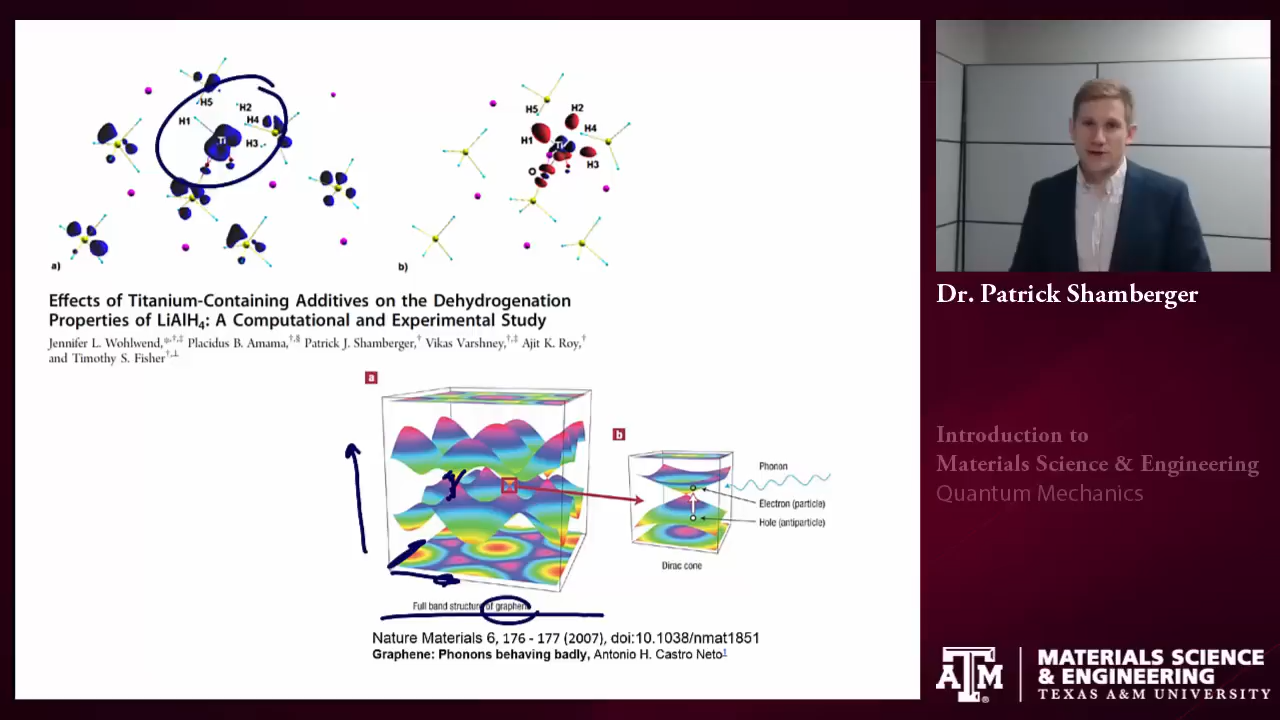 H5
H2
H1
H4
Ti
H3
a)
H5
H2
H1
H4
Ti
H3
O
b)
Effects of Titanium-Containing Additives on the Dehydrogenation
Properties of LiAlH4: A Computational and Experimental Study
Jennifer L. Wohlwend,*,†,‡ Placidus B. Amama,†,§ Patrick J. Shamberger,† Vikas Varshney,†,‡ Ajit K. Roy,†
and Timothy S. Fisher†,⊥
a
b
Phonon
Electron (particle)
Hole (antiparticle)
Dirac cone
Full band structure of graphene
Nature Materials 6, 176 - 177 (2007), doi:10.1038/nmat1851
Graphene: Phonons behaving badly, Antonio H. Castro Neto1
Dr. Patrick Shamberger
Introduction to
Materials Science & Engineering
Quantum Mechanics
ATM
MATERIALS SCIENCE
& ENGINEERING
TEXAS A&M UNIVERSITY